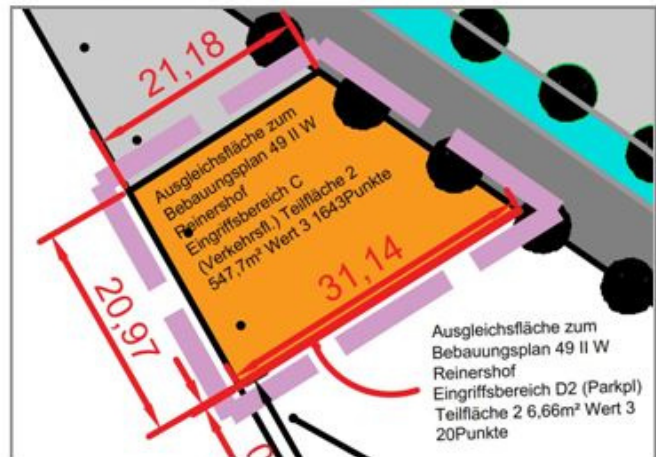 21,18
Ausgleichsfläche zum
Bebauungsplan 49 II W
Reinershof
Eingriffsbereich C
(Verkehrsfl.) Teilfläche 2
547,7m² Wert 3 1643Punkte
31,14
20,97
Ausgleichsfläche zum
Bebauungsplan 49 II W
Reinershof
Eingriffsbereich D2 (Parkpl)
Teilfläche 2 6,66m² Wert 3
20Punkte